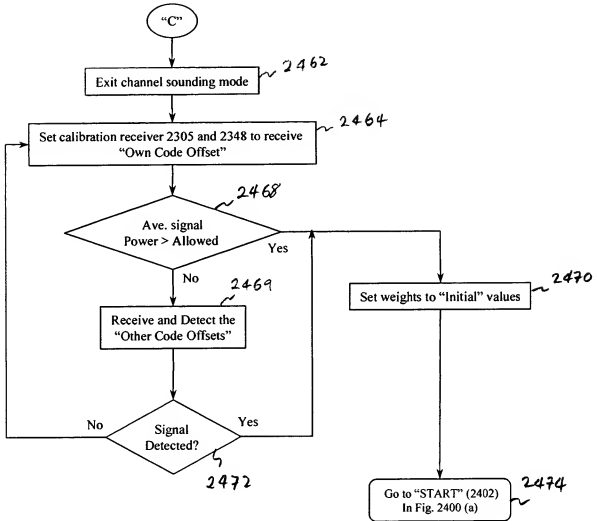 "C"
2462
Exit channel sounding mode
2464
Set calibration receiver 2305 and 2348 to receive
"Own Code Offset"
2468
Ave. signal
Power > Allowed
Yes
No
2469
2470
Set weights to "Initial" values
Receive and Detect the
"Other Code Offsets"
No
Yes
Signal
Detected?
2472
2474
Go to "START" (2402)
In Fig. 2400 (a)